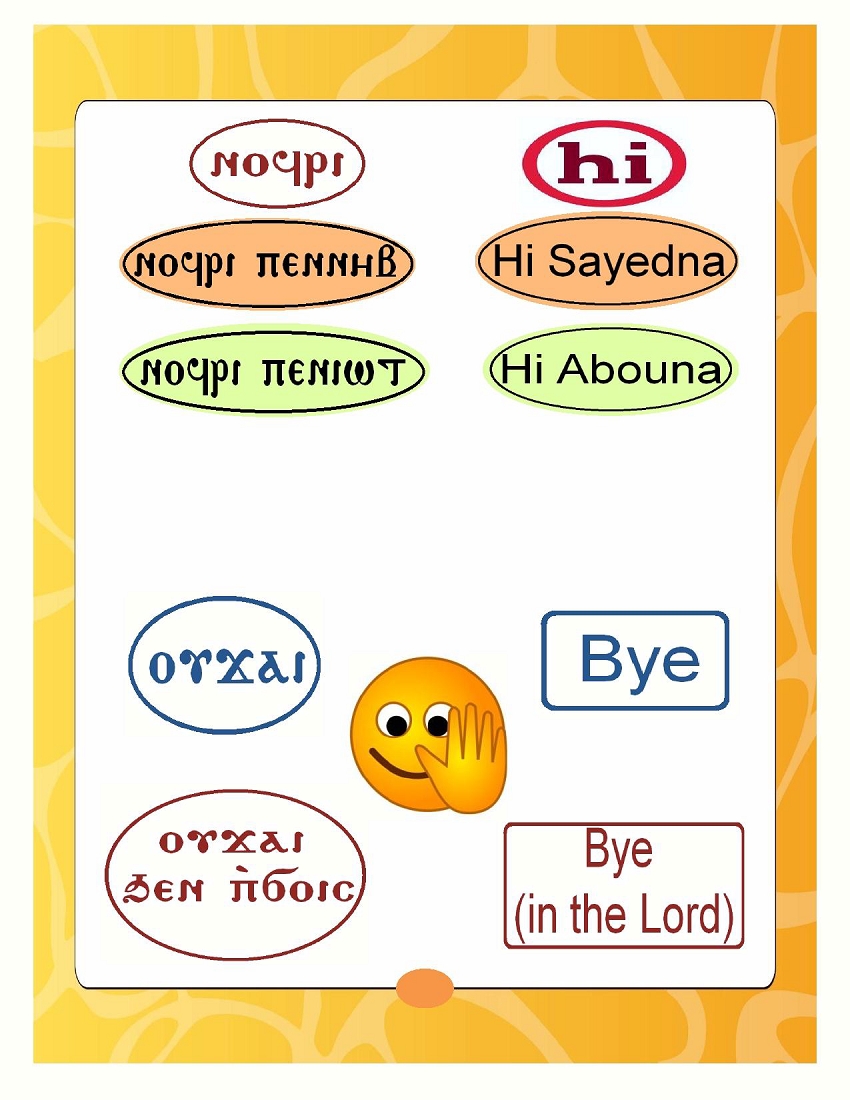 ⲛⲟϥⲣⲓ
hi
ⲛⲟϥⲣⲓ ⲡⲉⲛⲛⲏⲃ
Hi Sayedna
ⲛⲟϥⲣⲓ ⲡⲉⲛⲓⲱⲧ
Hi Abouna
ⲟⲩϫⲁⲓ
Bye
ⲟⲩϫⲁⲓ
ϧⲉⲛ ⲡ̀ϭⲟⲓⲥ
Bye
(in the Lord)